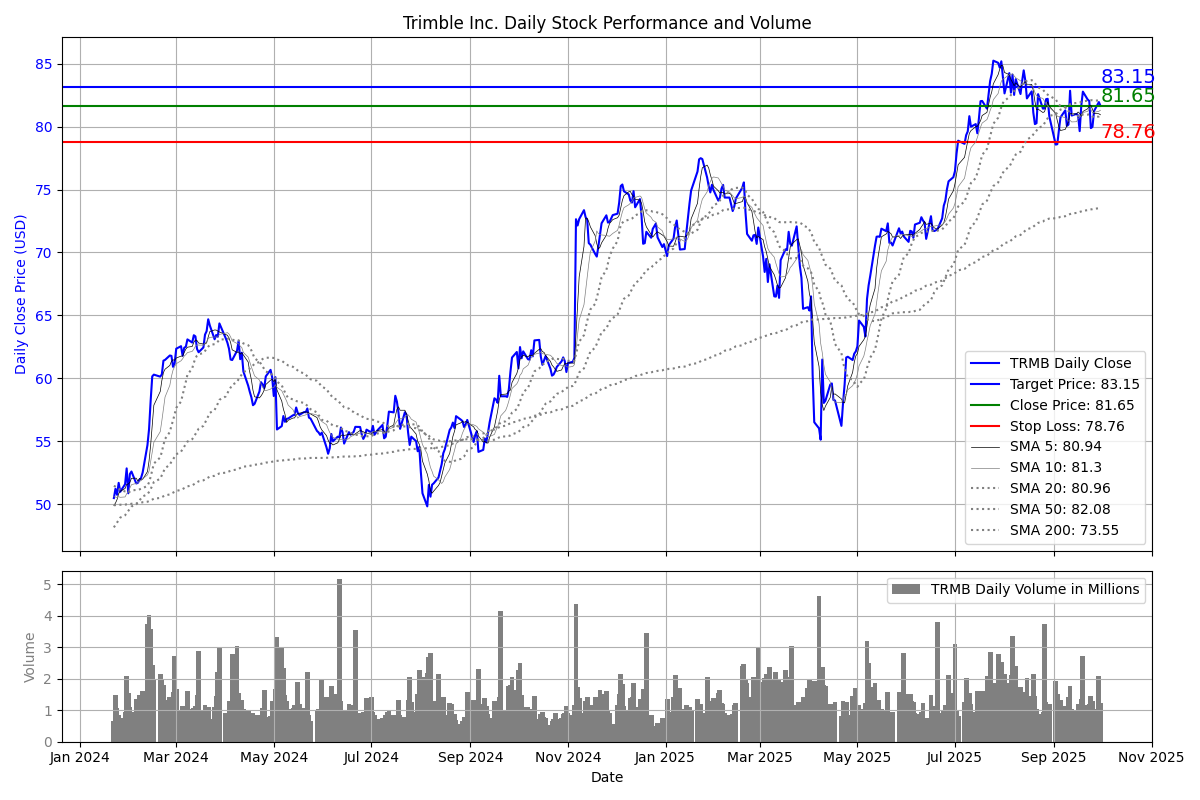 Trimble Inc. Daily Stock Performance and Volume
Daily Close Price (USD)
85
80
75
70
65
60
55
50
83.15
81.65
78.76
TRMB Daily Close
Target Price: 83.15
Close Price: 81.65
Stop Loss: 78.76
SMA 5: 80.94
SMA 10: 81.3
SMA 20: 80.96
SMA 50: 82.08
SMA 200: 73.55
Volume
5
4
3
2
1
0
TRMB Daily Volume in Millions
Jan 2024 Mar 2024 May 2024 Jul 2024 Sep 2024 Nov 2024 Jan 2025 Mar 2025 May 2025 Jul 2025 Sep 2025 Nov 2025
Date